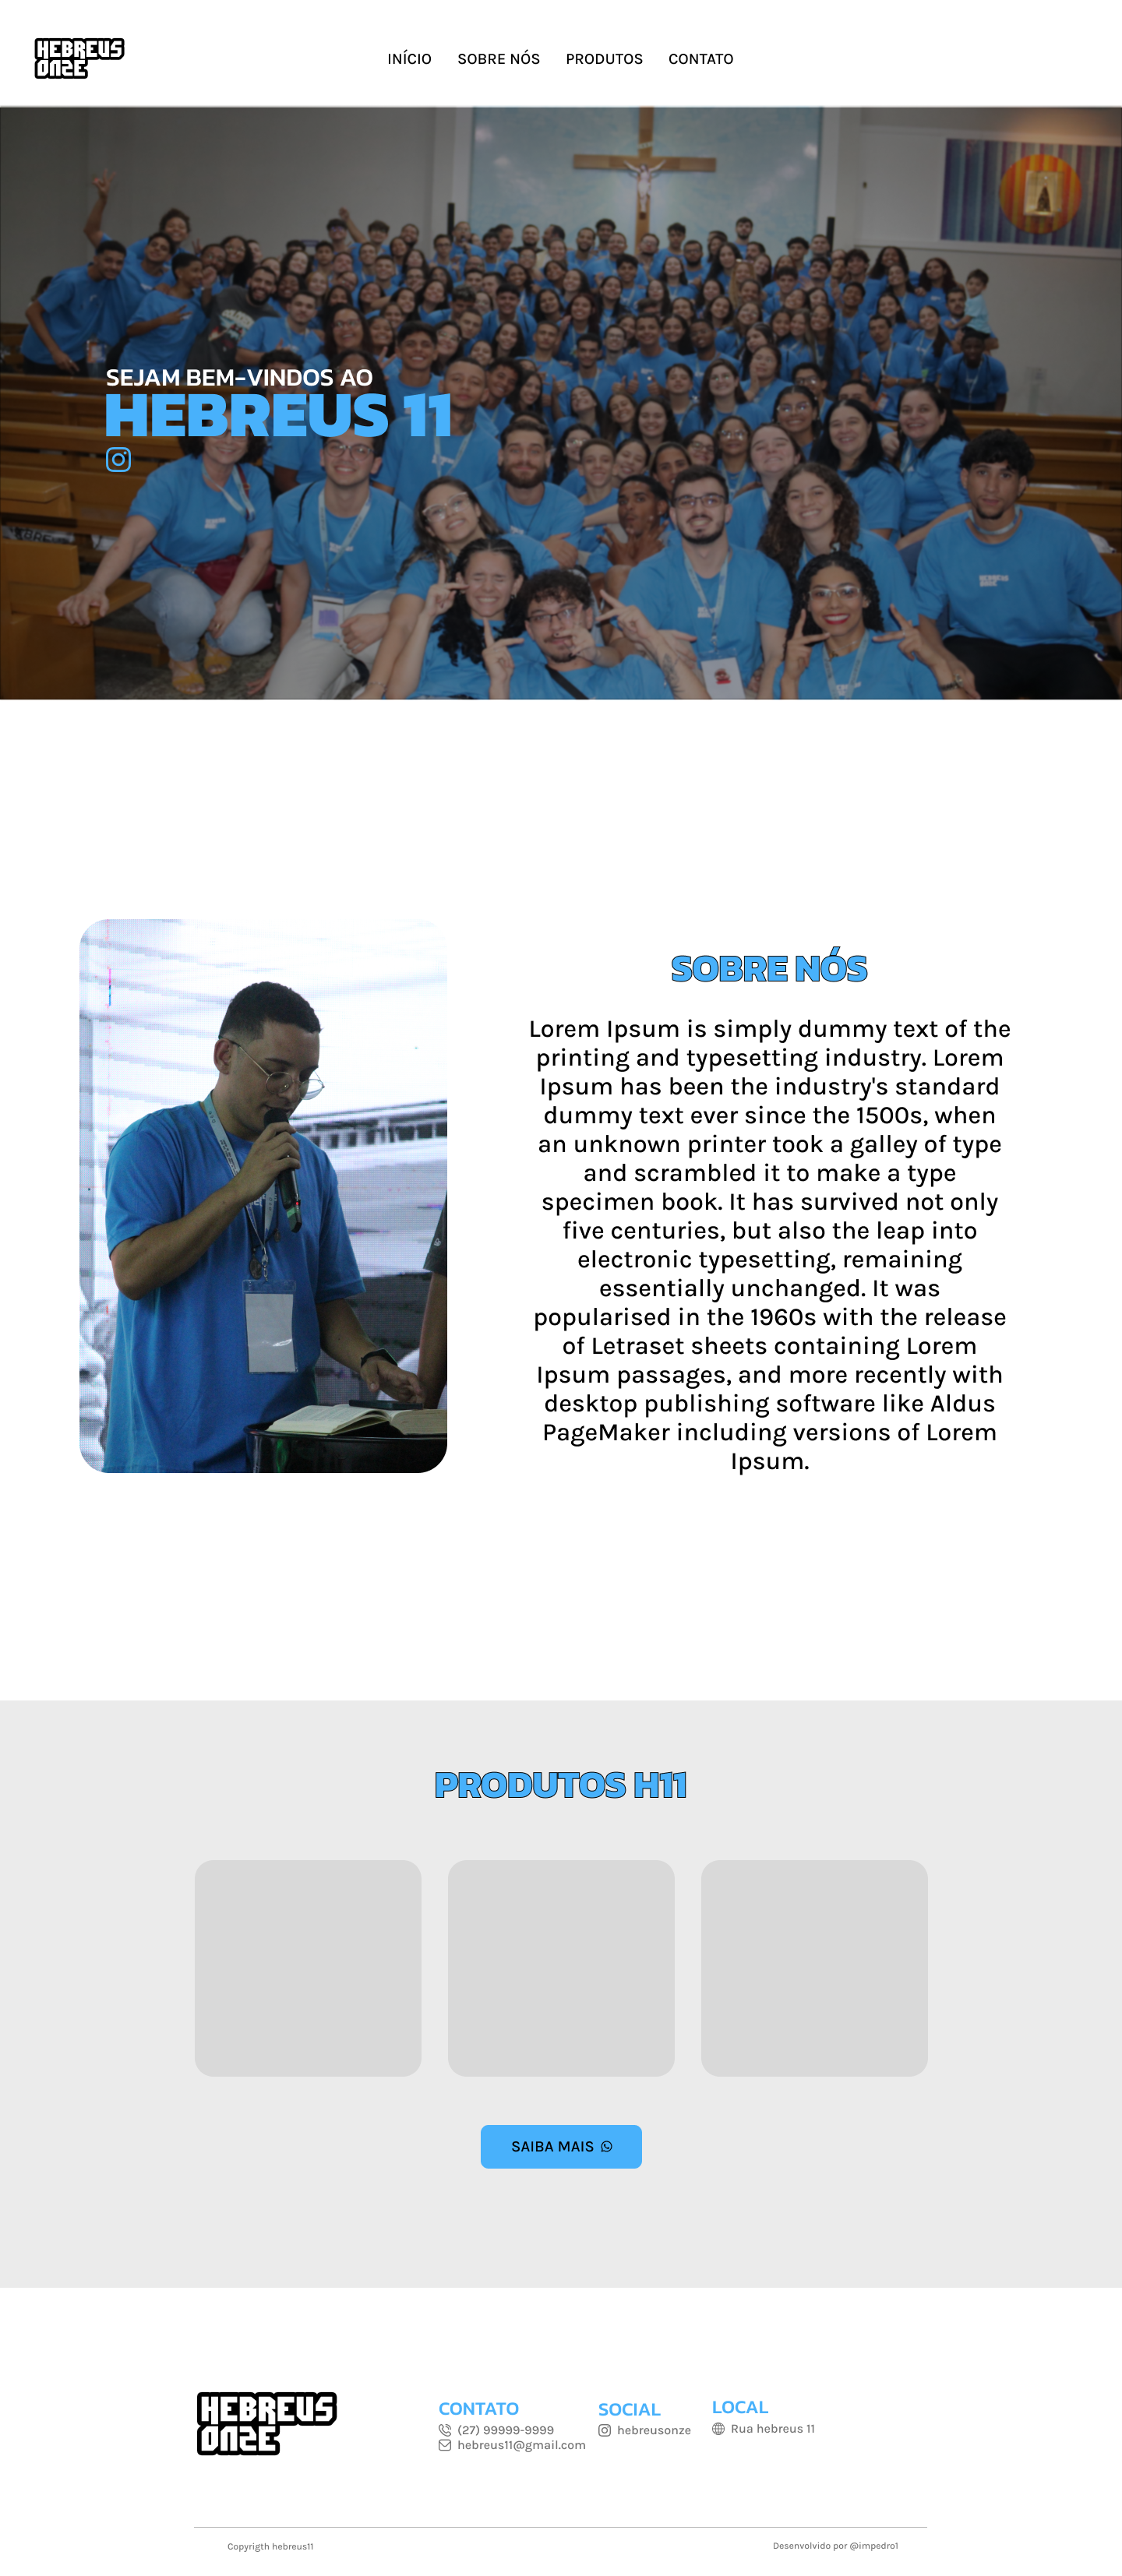 HEBREUS
ONZE
INÍCIO SOBRE NÓS PRODUTOS CONTATO
SEJAM BEM-VINDOS AO
HEBREUS 11
SOBRE NÓS
Lorem Ipsum is simply dummy text of the
printing and typesetting industry. Lorem
Ipsum has been the industry's standard
dummy text ever since the 1500s, when
an unknown printer took a galley of type
and scrambled it to make a type
specimen book. It has survived not only
five centuries, but also the leap into
electronic typesetting, remaining
essentially unchanged. It was
popularised in the 1960s with the release
of Letraset sheets containing Lorem
Ipsum passages, and more recently with
desktop publishing software like Aldus
PageMaker including versions of Lorem
Ipsum.
PRODUTOS H11
SAIBA MAIS
HEBREUS
ONZE
CONTATO
(27) 99999-9999
hebreus11@gmail.com
SOCIAL
hebreusonze
LOCAL
Rua hebreus 11
Copyrigth hebreus11
Desenvolvido por @impedro1